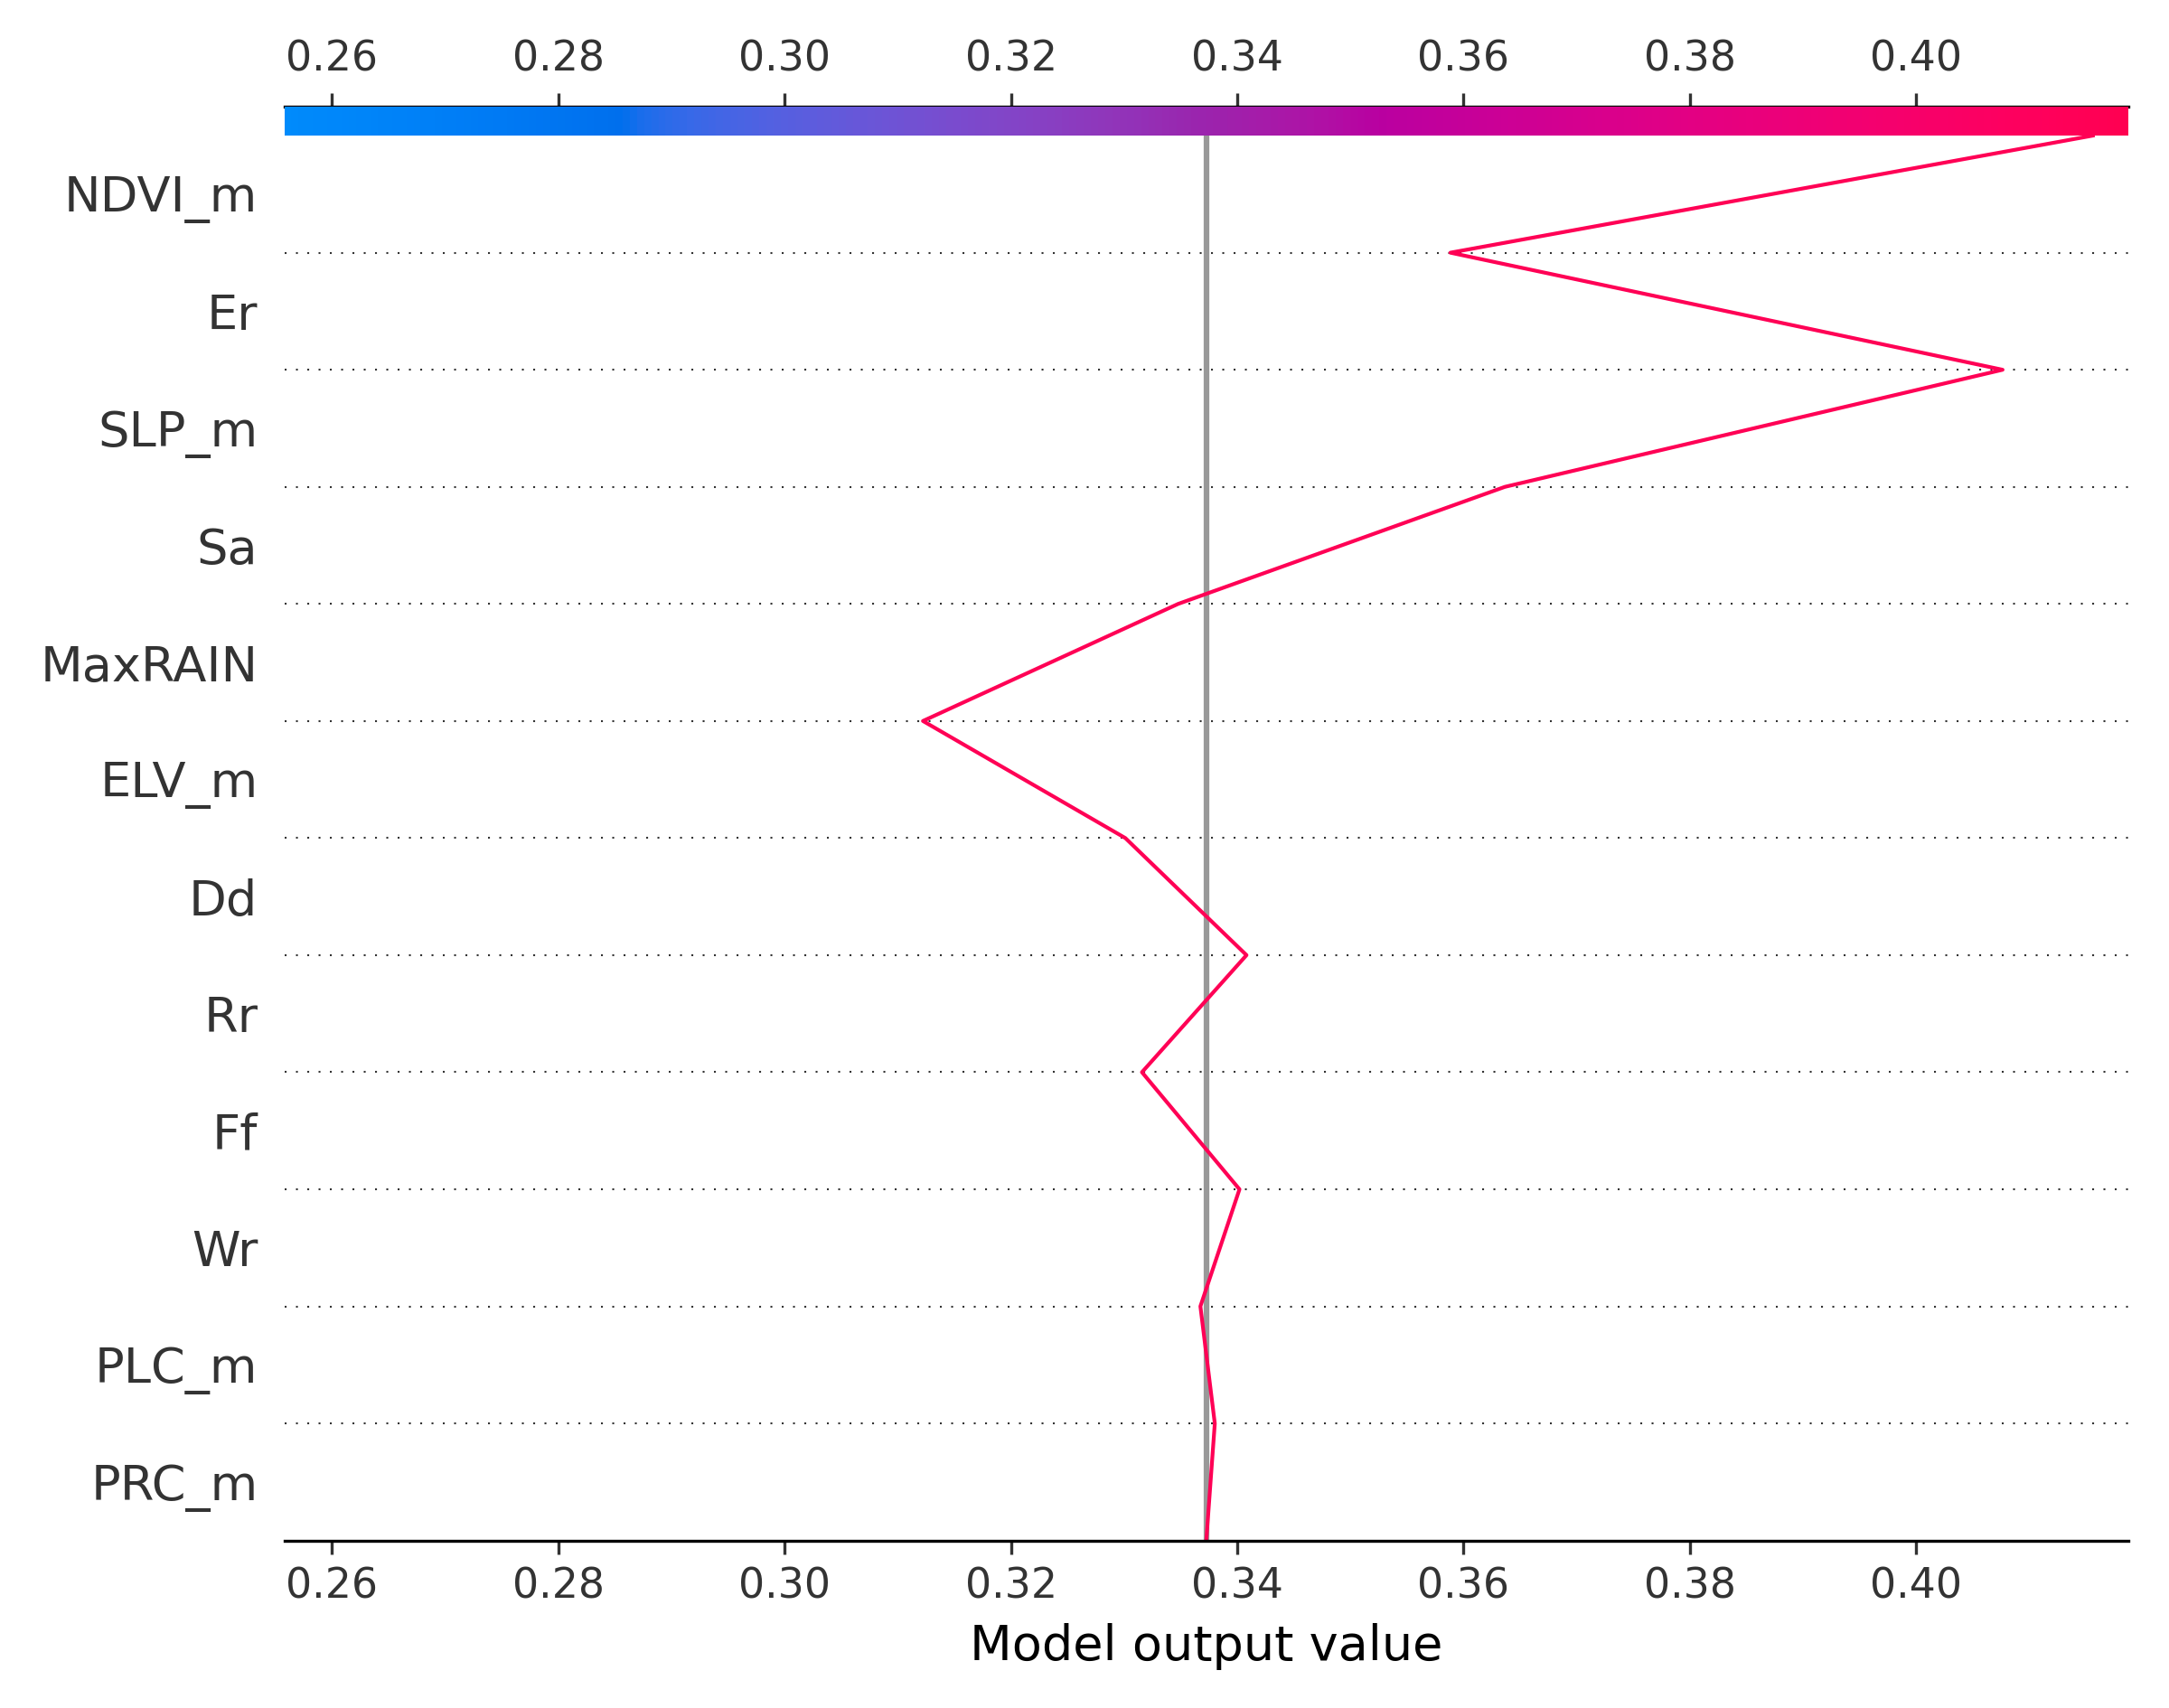 0.26 0.28 0.30 0.32 0.34 0.36 0.38 0.40
NDVI_m
Er
SLP_m
Sa
MaxRAIN
ELV_m
Dd
Rr
Ff
Wr
PLC_m
PRC_m
0.26 0.28 0.30 0.32 0.34 0.36 0.38 0.40
Model output value